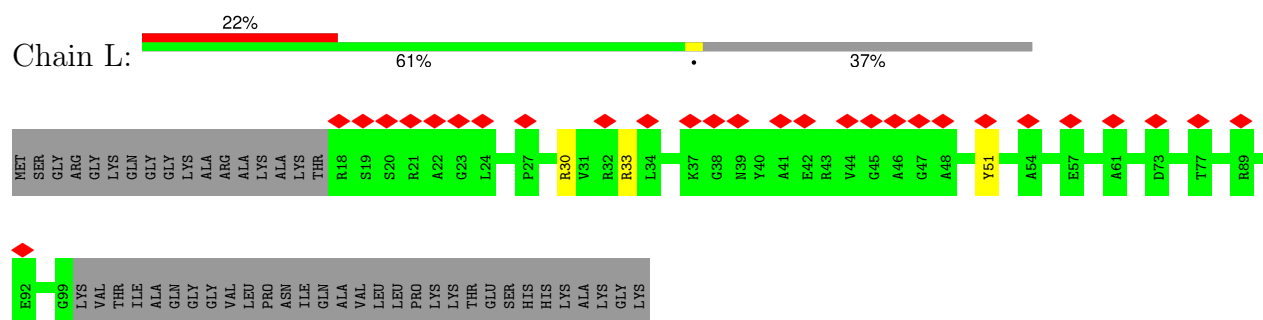 22%
Chain L:
61% • 37%
MET SER GLY ARG GLY LYS GLN GLY GLY LYS ALA ARG ALA LYS ALA LYS THR R18 S19 S20 R21 A22 G23 L24 P27 R30 V31 R32 R33 L34 K37 G38 N39 Y40 A41 E42 R43 V44 G45 A46 G47 A48 Y51 A54 E57 A61 D73 T77 R89
E92 G99 LYS VAL THR ILE ALA GLN GLY GLY VAL LEU PRO ASN ILE GLN ALA VAL LEU LEU PRO LYS LYS THR GLU SER HIS HIS LYS ALA LYS GLY LYS